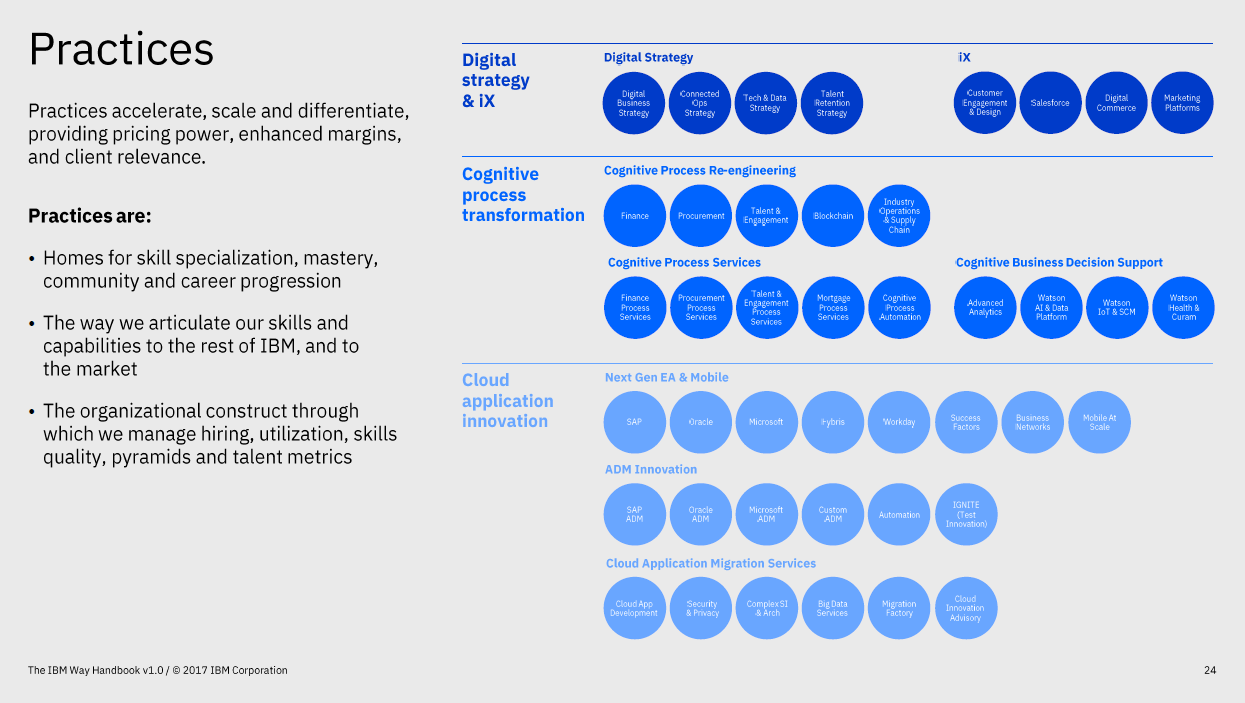 Practices
Practices accelerate, scale and differentiate,
providing pricing power, enhanced margins,
and client relevance.
Practices are:
• Homes for skill specialization, mastery,
community and career progression
• The way we articulate our skills and
capabilities to the rest of IBM, and to
the market
• The organizational construct through
which we manage hiring, utilization, skills
quality, pyramids and talent metrics
Digital
strategy
& iX
Digital Strategy
Digital
Business
Strategy
Connected
Ops
Strategy
Tech & Data
Strategy
Talent
Retention
Strategy
iX
Customer
Engagement
& Design
Salesforce
Digital
Commerce
Marketing
Platforms
Cognitive
process
transformation
Cognitive Process Re-engineering
Finance
Procurement
Talent &
Engagement
Blockchain
Industry
Operations
& Supply
Chain
Cognitive Process Services
Finance
Process
Services
Procurement
Process
Services
Talent &
Engagement
Process
Services
Mortgage
Process
Services
Cognitive
Process
Automation
Cognitive Business Decision Support
Advanced
Analytics
Watson
AI & Data
Platform
Watson
IoT & SCM
Watson
Health &
Curam
Cloud
application
innovation
Next Gen EA & Mobile
SAP
Oracle
Microsoft
Hybris
Workday
Success
Factors
Business
Networks
Mobile At
Scale
ADM Innovation
SAP
ADM
Oracle
ADM
Microsoft
ADM
Custom
ADM
Automation
IGNITE
(Test
Innovation)
Cloud Application Migration Services
Cloud App
Development
Security
& Privacy
Complex SI
& Arch
Big Data
Services
Migration
Factory
Cloud
Innovation
Advisory
The IBM Way Handbook v1.0 / © 2017 IBM Corporation
24